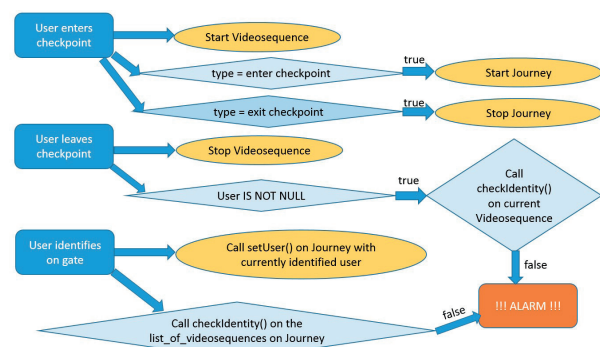 User enters
checkpoint
Start Videosequence
type = enter checkpoint
true
Start Journey
type = exit checkpoint
true
Stop Journey
User leaves
checkpoint
Stop Videosequence
User IS NOT NULL
true
Call
checkIdentity()
on current
Videosequence
false
User identifies
on gate
Call setUser() on Journey with
currently identified user
Call checkIdentity() on the
list_of_videosequences on Journey
false
!!! ALARM !!!